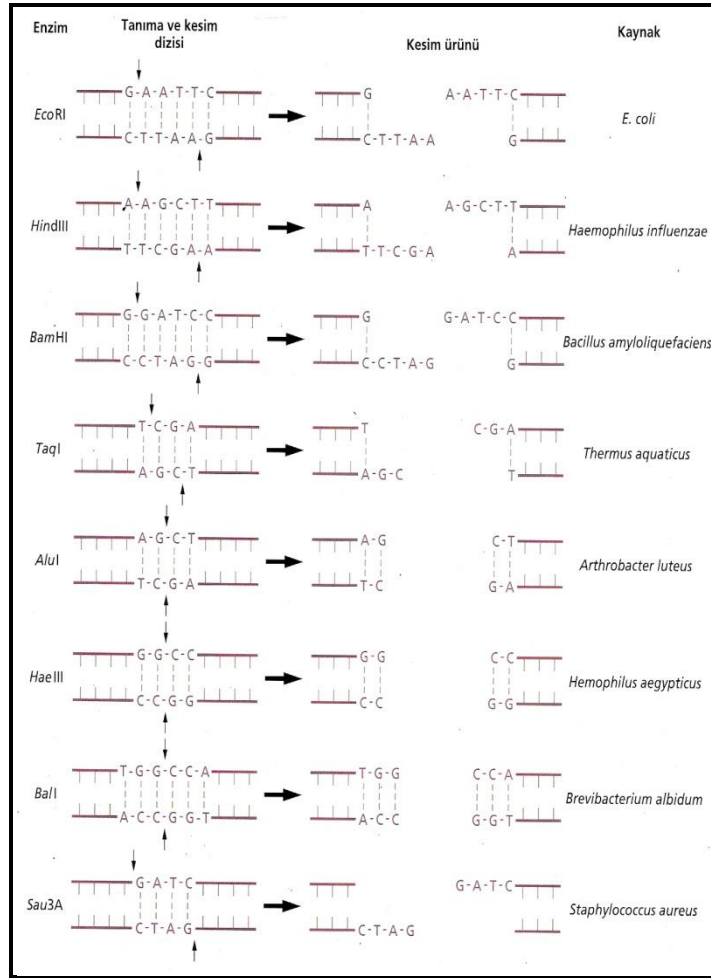 Enzim Tanıma ve kesim dizisi Kesim ürünü Kaynak
G-A-A-T-T-C G A-A-T-T-C
EcoRI E. coli
C-T-T-A-A-G C-T-T-A-A G
A-A-G-C-T-T A A-G-C-T-T
HindIII Haemophilus influenzae
T-T-C-G-A-A T-T-C-G-A A
G-G-A-T-C-C G G-A-T-C-C
BamHI Bacillus amyloliquefaciens
C-C-T-A-G-G C-C-T-A-G G
T-C-G-A T C-G-A
TaqI Thermus aquaticus
A-G-C-T A-G-C T
A-G-C-T A-G C-T
AluI Arthrobacter luteus
T-C-G-A T-C G-A
G-G-C-C G-G C-C
HaeIII Hemophilus aegypticus
C-C-G-G C-C G-G
T-G-G-C-C-A T-G-G C-C-A
BalI Brevibacterium albidum
A-C-C-G-G-T A-C-C G-G-T
G-A-T-C G-A-T-C
Sau3A Staphylococcus aureus
C-T-A-G C-T-A-G